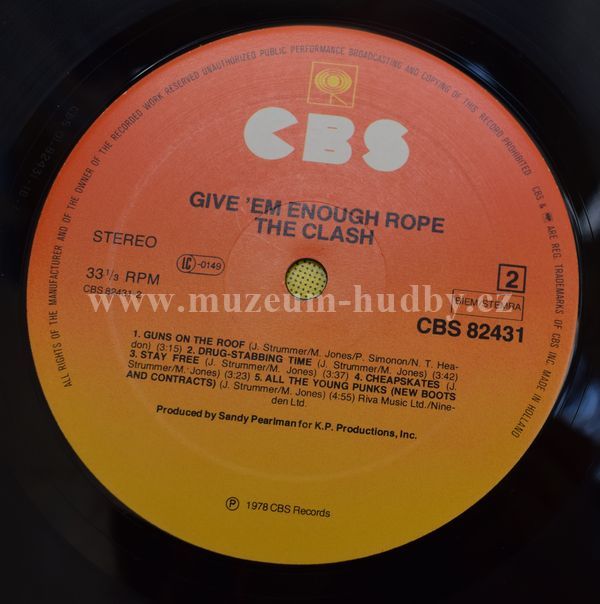 ALL RIGHTS OF THE MANUFACTURER AND OF THE OWNER OF THE RECORDED WORK RESERVED UNAUTHORIZED PUBLIC PERFORMANCE BROADCASTING AND COPYING OF THIS RECORD PROHIBITED
CBS & ARE REG. TRADEMARKS OF CBS INC. MADE IN HOLLAND
CBS
GIVE 'EM ENOUGH ROPE
THE CLASH
STEREO
LC-0149
2
33 1/3 RPM
CBS 82431-2
BIEM/STEMRA
CBS 82431
www.muzeum-hudby.cz
1. GUNS ON THE ROOF (J. Strummer/M. Jones/P. Simonon/N. T. Hea-
don) (3:15) 2. DRUG-STABBING TIME (J. Strummer/M. Jones) (3:42)
3. STAY FREE (J. Strummer/M. Jones) (3:37) 4. CHEAPSKATES (J.
Strummer/M. Jones) (3:23) 5. ALL THE YOUNG PUNKS (NEW BOOTS
AND CONTRACTS) (J. Strummer/M. Jones) (4:55) Riva Music Ltd./Nine-
den Ltd.
Produced by Sandy Pearlman for K.P. Productions, Inc.
Ⓟ 1978 CBS Records